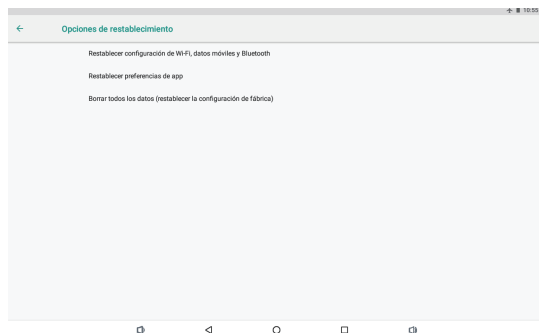 10:55
Opciones de restablecimiento
Restablecer configuración de Wi-Fi, datos móviles y Bluetooth
Restablecer preferencias de app
Borrar todos los datos (restablecer la configuración de fábrica)